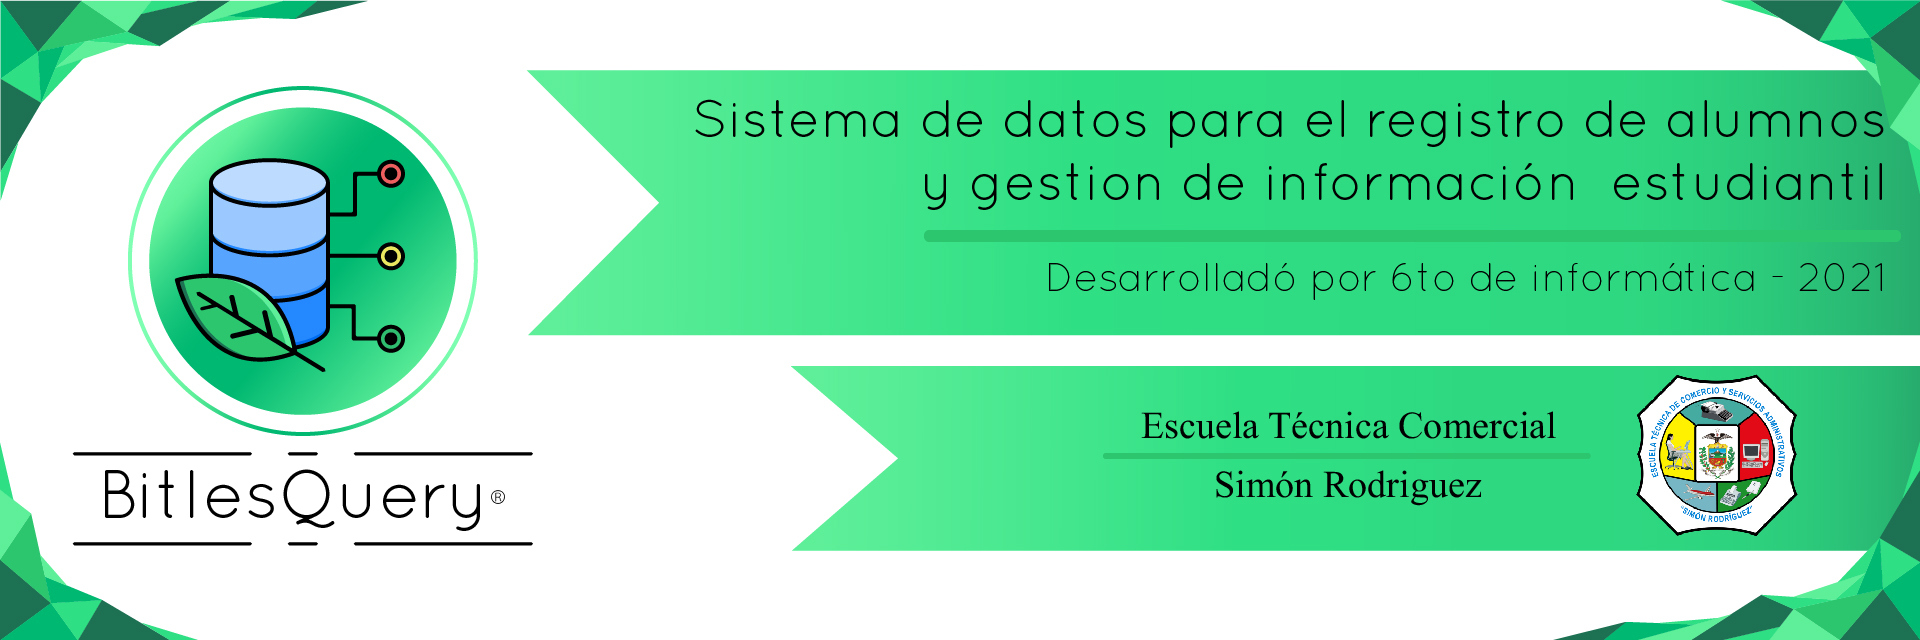 Sistema de datos para el registro de alumnos
y gestion de información estudiantil
Desarrolladó por 6to de informática - 2021
BitlesQuery®
Escuela Técnica Comercial
Simón Rodriguez
ESCUELA TÉCNICA DE COMERCIO Y SERVICIOS ADMINISTRATIVOS
"SIMÓN RODRÍGUEZ"